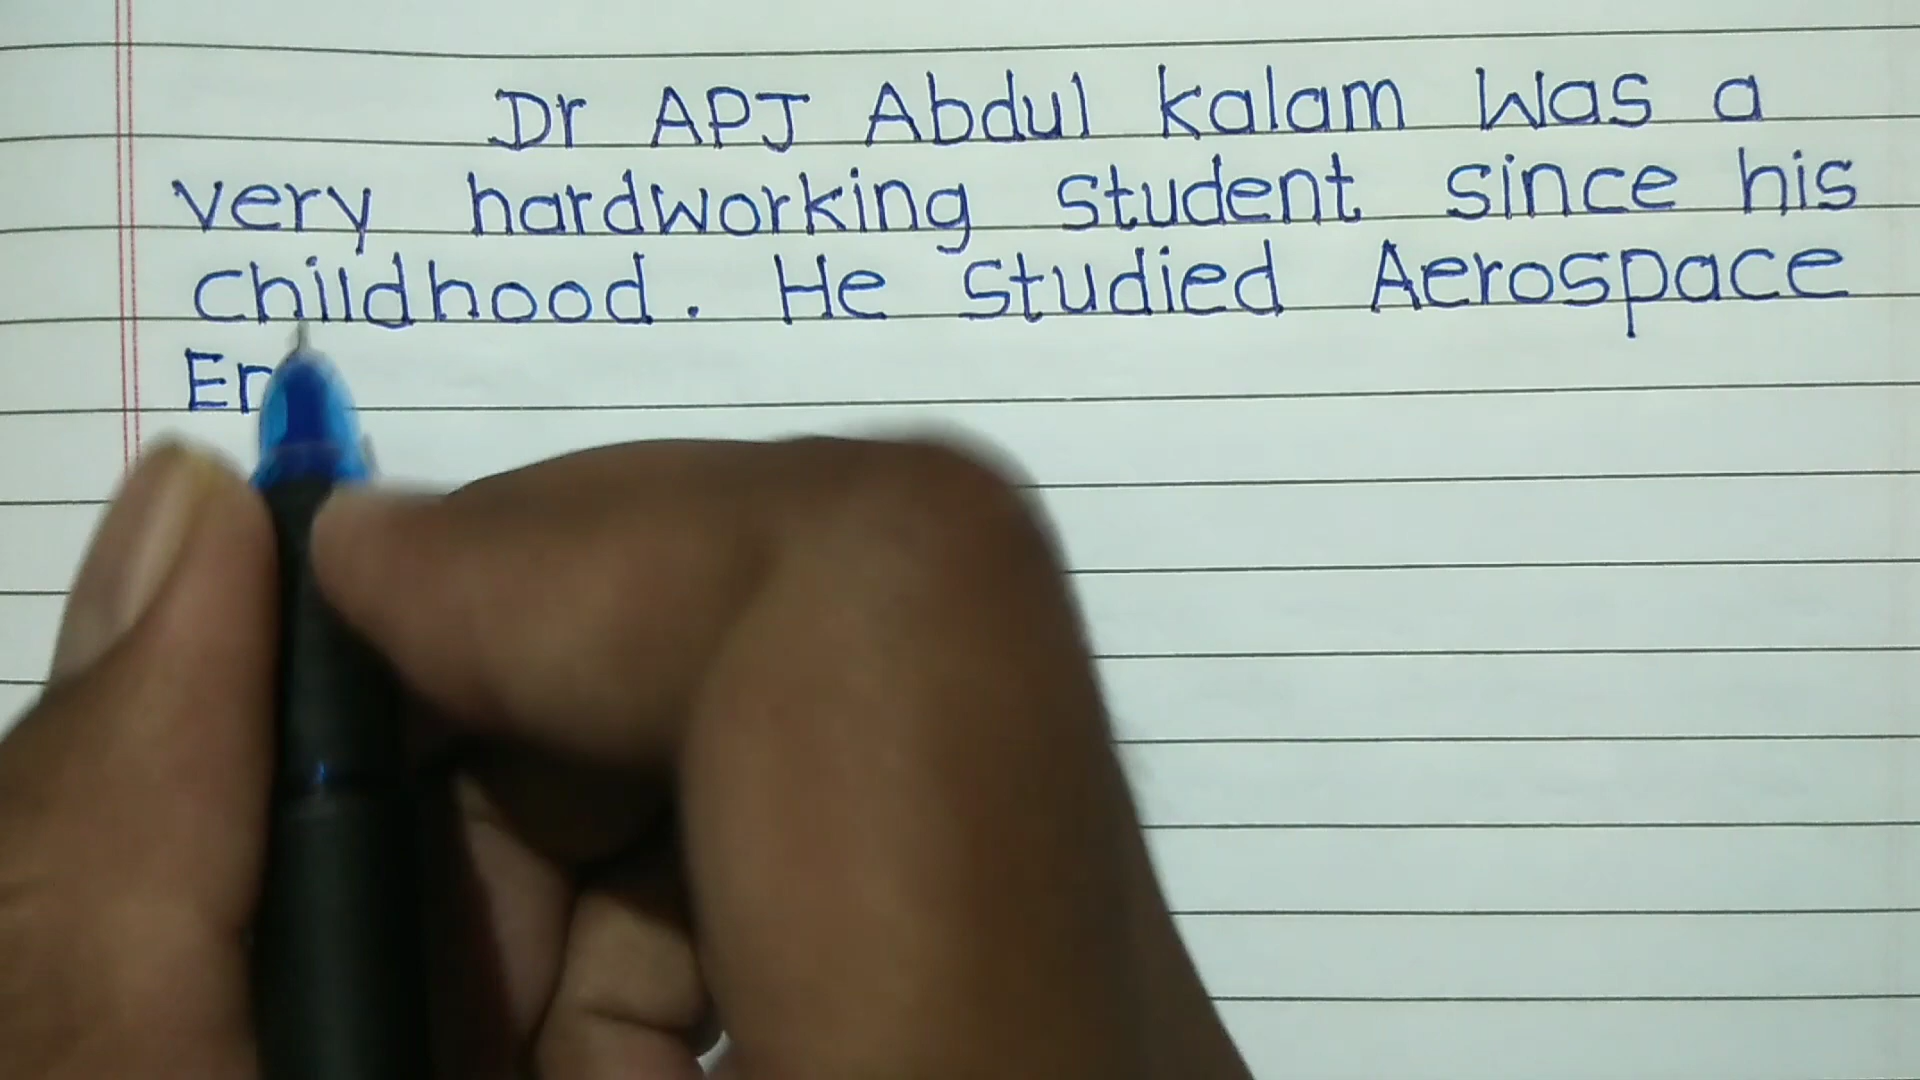 Dr APJ Abdul Kalam Was a
very hardworking student since his
Childhood. He Studied Aerospace